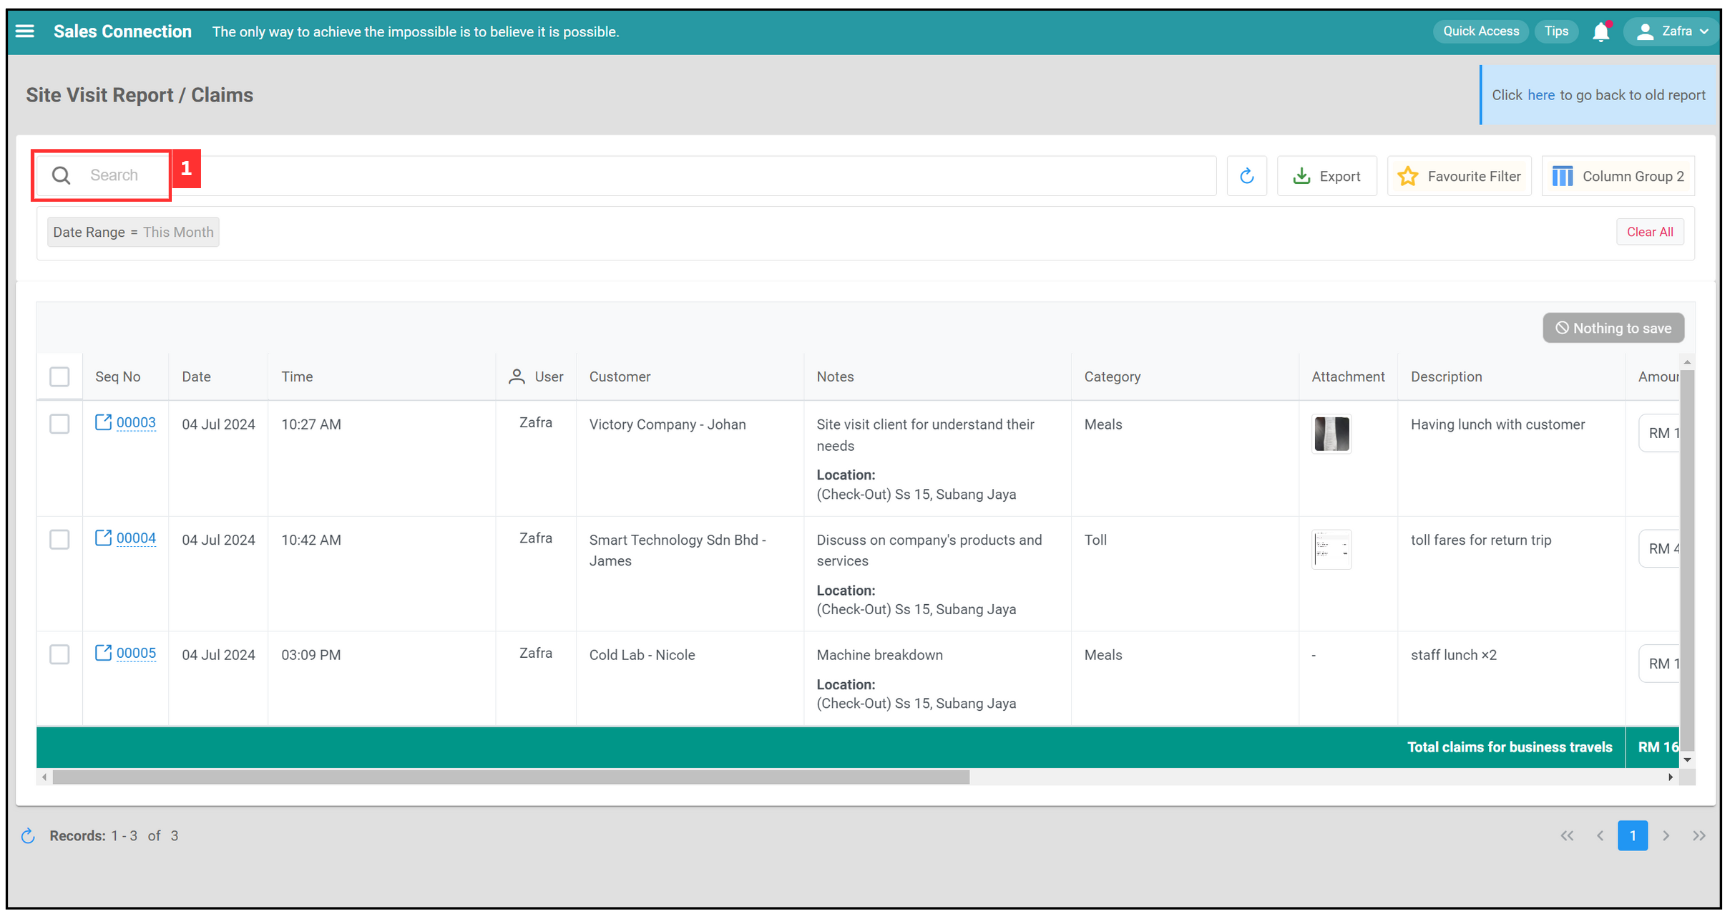 Sales Connection The only way to achieve the impossible is to believe it is possible. Quick Access Tips Zafra
Site Visit Report / Claims
Click here to go back to old report
Search 1 Export Favourite Filter Column Group 2
Date Range = This Month Clear All
Nothing to save
Seq No Date Time User Customer Notes Category Attachment Description Amour
00003 04 Jul 2024 10:27 AM Zafra Victory Company - Johan Site visit client for understand their Meals Having lunch with customer RM 1
needs
Location:
(Check-Out) Ss 15, Subang Jaya
00004 04 Jul 2024 10:42 AM Zafra Smart Technology Sdn Bhd - Discuss on company's products and Toll toll fares for return trip RM 4
James services
Location:
(Check-Out) Ss 15, Subang Jaya
00005 04 Jul 2024 03:09 PM Zafra Cold Lab - Nicole Machine breakdown Meals - staff lunch ×2 RM 1
Location:
(Check-Out) Ss 15, Subang Jaya
Total claims for business travels RM 16
Records: 1 - 3 of 3 << < 1 > >>